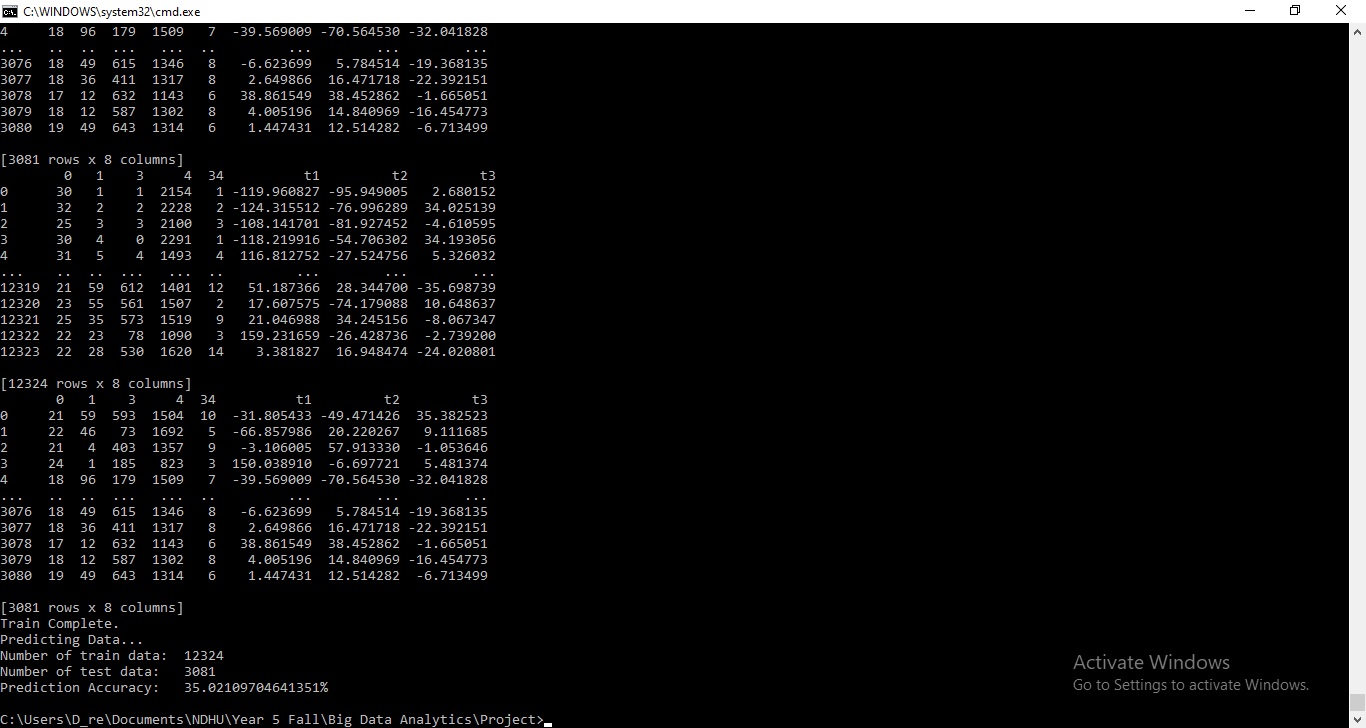 C:\WINDOWS\system32\cmd.exe
4     18  96  179  1509   7  -39.569009 -70.564530 -32.041828
...   ..  ..  ...   ...  ..         ...        ...        ...
3076  18  49  615  1346   8   -6.623699   5.784514 -19.368135
3077  18  36  411  1317   8    2.649866  16.471718 -22.392151
3078  17  12  632  1143   6   38.861549  38.452862  -1.665051
3079  18  12  587  1302   8    4.005196  14.840969 -16.454773
3080  19  49  643  1314   6    1.447431  12.514282  -6.713499
[3081 rows x 8 columns]
        0   1    3     4  34          t1         t2         t3
0      30   1    1  2154   1 -119.960827 -95.949005   2.680152
1      32   2    2  2228   2 -124.315512 -76.996289  34.025139
2      25   3    3  2100   3 -108.141701 -81.927452  -4.610595
3      30   4    0  2291   1 -118.219916 -54.706302  34.193056
4      31   5    4  1493   4  116.812752 -27.524756   5.326032
...    ..  ..  ...   ...  ..         ...        ...        ...
12319  21  59  612  1401  12   51.187366  28.344700 -35.698739
12320  23  55  561  1507   2   17.607575 -74.179088  10.648637
12321  25  35  573  1519   9   21.046988  34.245156  -8.067347
12322  22  23   78  1090   3  159.231659 -26.428736  -2.739200
12323  22  28  530  1620  14    3.381827  16.948474 -24.020801
[12324 rows x 8 columns]
       0   1    3     4  34          t1         t2         t3
0     21  59  593  1504  10  -31.805433 -49.471426  35.382523
1     22  46   73  1692   5  -66.857986  20.220267   9.111685
2     21   4  403  1357   9   -3.106005  57.913330  -1.053646
3     24   1  185   823   3  150.038910  -6.697721   5.481374
4     18  96  179  1509   7  -39.569009 -70.564530 -32.041828
...   ..  ..  ...   ...  ..         ...        ...        ...
3076  18  49  615  1346   8   -6.623699   5.784514 -19.368135
3077  18  36  411  1317   8    2.649866  16.471718 -22.392151
3078  17  12  632  1143   6   38.861549  38.452862  -1.665051
3079  18  12  587  1302   8    4.005196  14.840969 -16.454773
3080  19  49  643  1314   6    1.447431  12.514282  -6.713499
[3081 rows x 8 columns]
Train Complete.
Predicting Data...
Number of train data:  12324
Number of test data:   3081
Prediction Accuracy:   35.02109704641351%
C:\Users\D_re\Documents\NDHU\Year 5 Fall\Big Data Analytics\Project>
Activate Windows
Go to Settings to activate Windows.